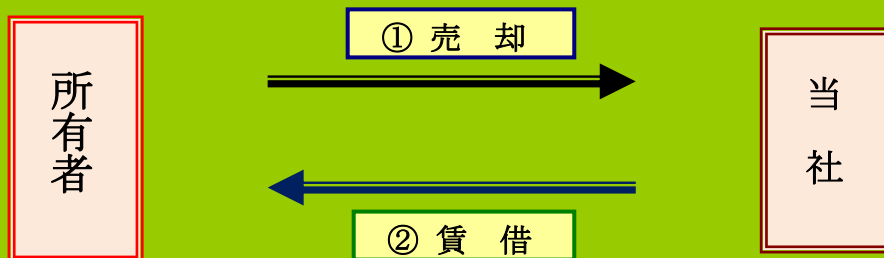 ① 売 却
所有者
当 社
② 賃 借